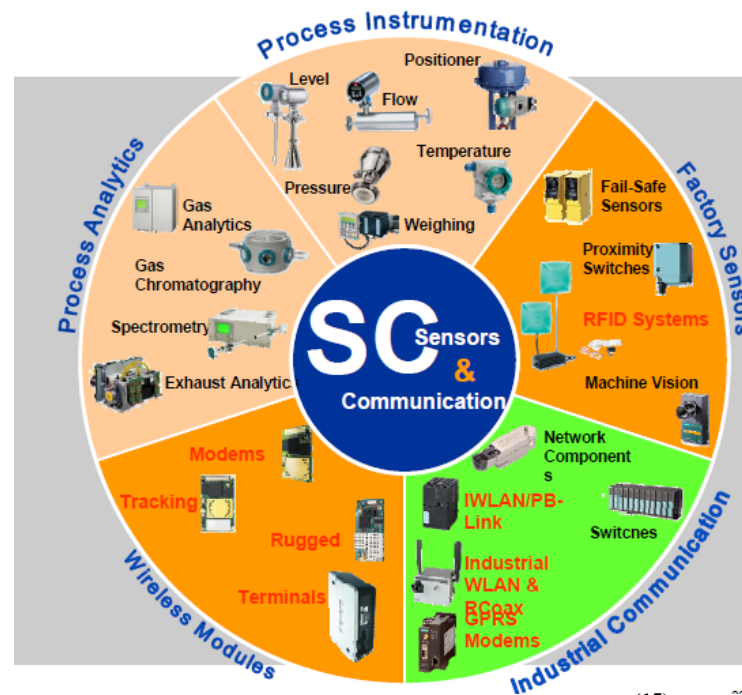 Process Instrumentation
Level
Flow
Positioner
Pressure
Temperature
Weighing
Factory Sensors
Fail-Safe
Sensors
Proximity
Switches
RFID Systems
Machine Vision
Process Analytics
Gas
Analytics
Gas
Chromatography
Spectrometry
Exhaust Analytics
SC
Sensors
&
Communication
Wireless Modules
Modems
Tracking
Rugged
Terminals
Industrial Communication
Network
Component
s
IWLAN/PB-
Link
Switcnes
Industrial
WLAN &
RCoax
GPRS
Modems